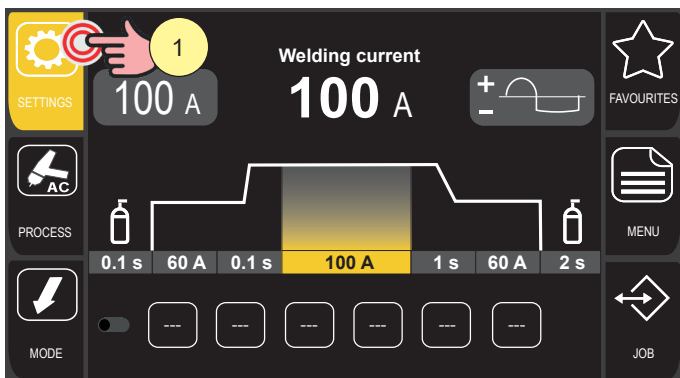 SETTINGS
1
Welding current
100 A
100 A
+
–
FAVOURITES
AC
PROCESS
MENU
0.1 s 60 A 0.1 s 100 A 1 s 60 A 2 s
--- --- --- --- --- ---
MODE
JOB